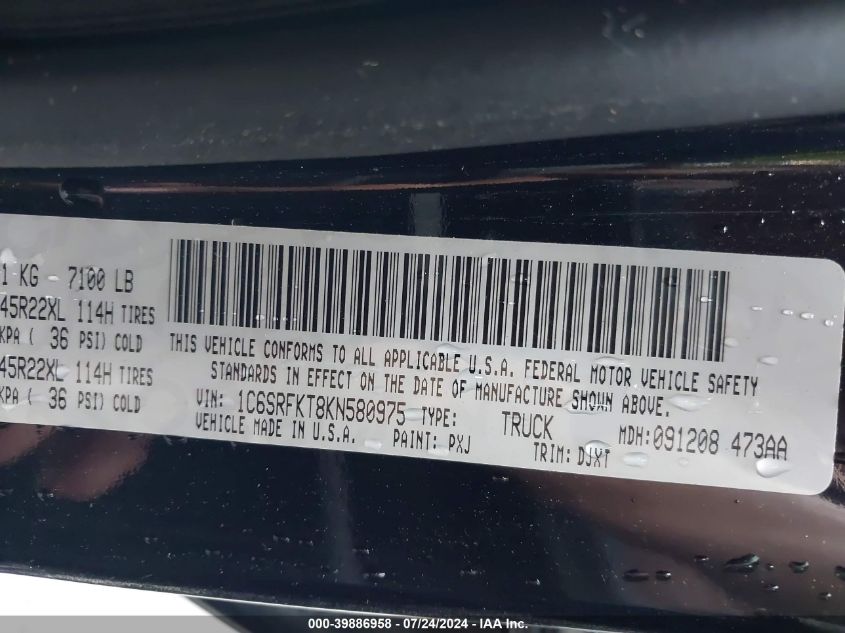 1 KG - 7100 LB
45R22XL 114H TIRES
KPA ( 36 PSI) COLD
45R22XL 114H TIRES
KPA ( 36 PSI) COLD
THIS VEHICLE CONFORMS TO ALL APPLICABLE U.S.A. FEDERAL MOTOR VEHICLE SAFETY
STANDARDS IN EFFECT ON THE DATE OF MANUFACTURE SHOWN ABOVE.
VIN: 1C6SRFKT8KN580975 TYPE: TRUCK MDH:091208 473AA
VEHICLE MADE IN U.S.A. PAINT: PXJ TRIM: DJXT
000-39886958 - 07/24/2024 - IAA Inc.